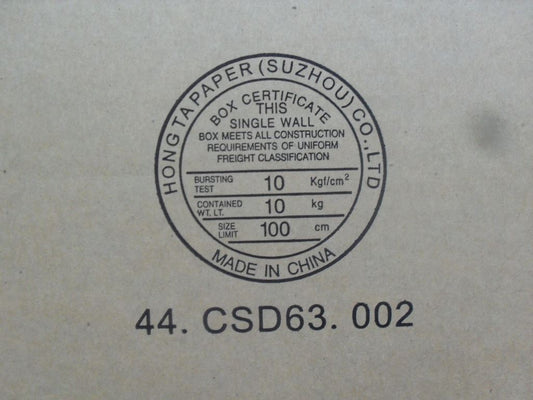 HONG TA PAPER (SUZHOU) CO.,LTD
BOX CERTIFICATE
THIS
SINGLE WALL
BOX MEETS ALL CONSTRUCTION
REQUIREMENTS OF UNIFORM
FREIGHT CLASSIFICATION
BURSTING TEST 10 Kgf/cm²
CONTAINED WT. LT. 10 kg
SIZE LIMIT 100 cm
MADE IN CHINA
44. CSD63. 002